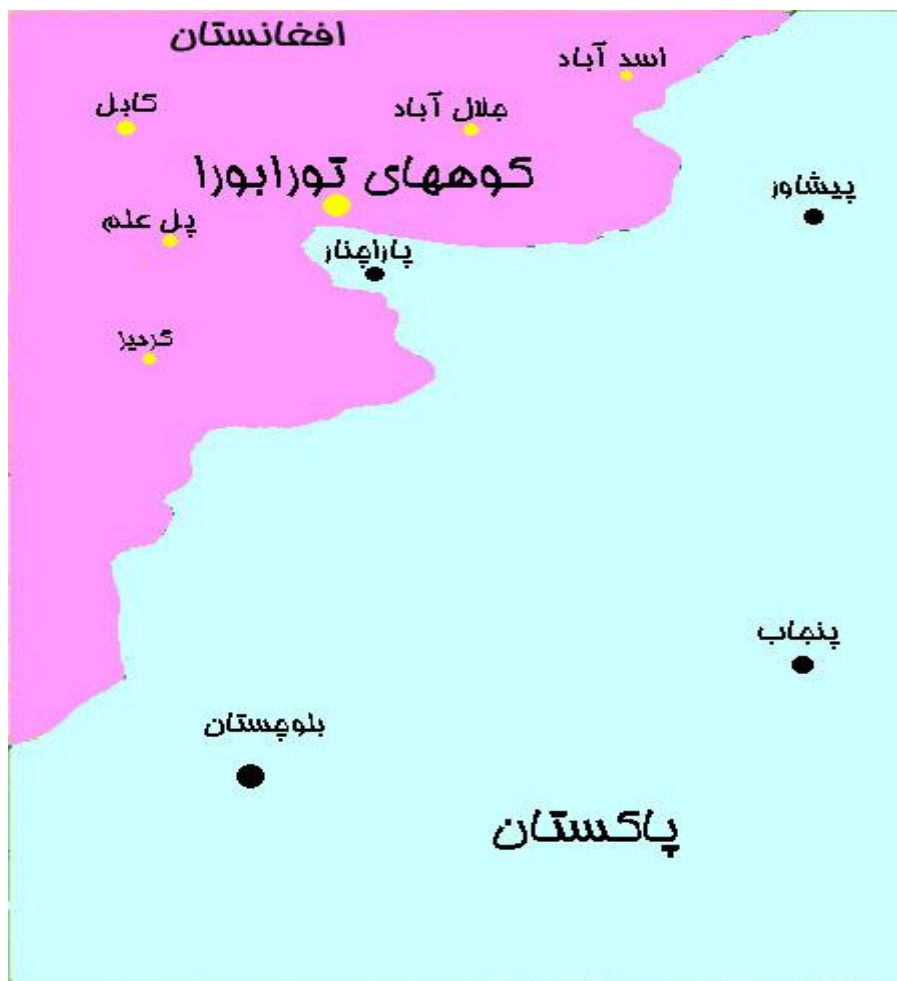 افغانستان
اسد آباد
کابل
جلال آباد
کوههای تورابورا
پیشاور
پل علم
پاراچنار
گردیز
پنجاب
بلوچستان
پاکستان